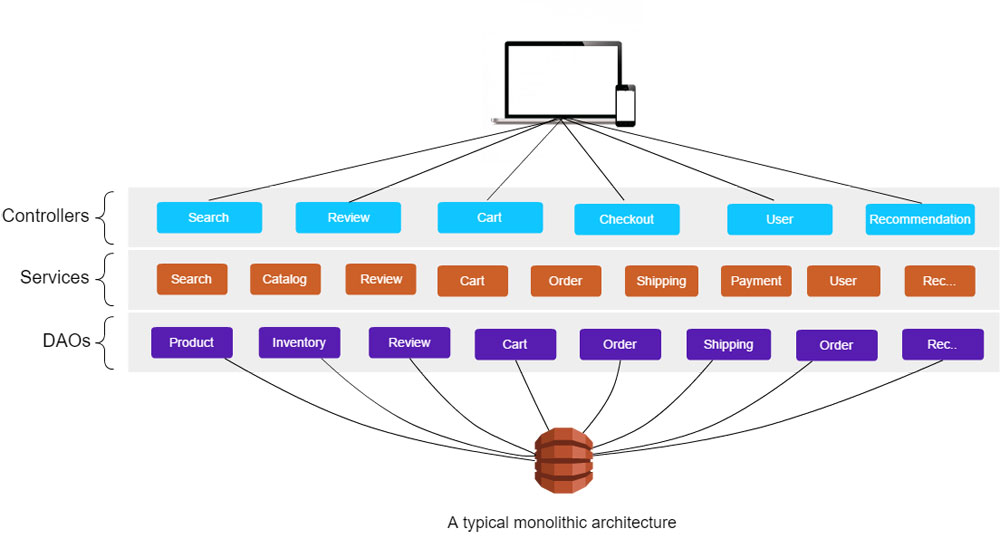 Controllers
Search
Review
Cart
Checkout
User
Recommendation
Services
Search
Catalog
Review
Cart
Order
Shipping
Payment
User
Rec...
DAOs
Product
Inventory
Review
Cart
Order
Shipping
Order
Rec..
A typical monolithic architecture